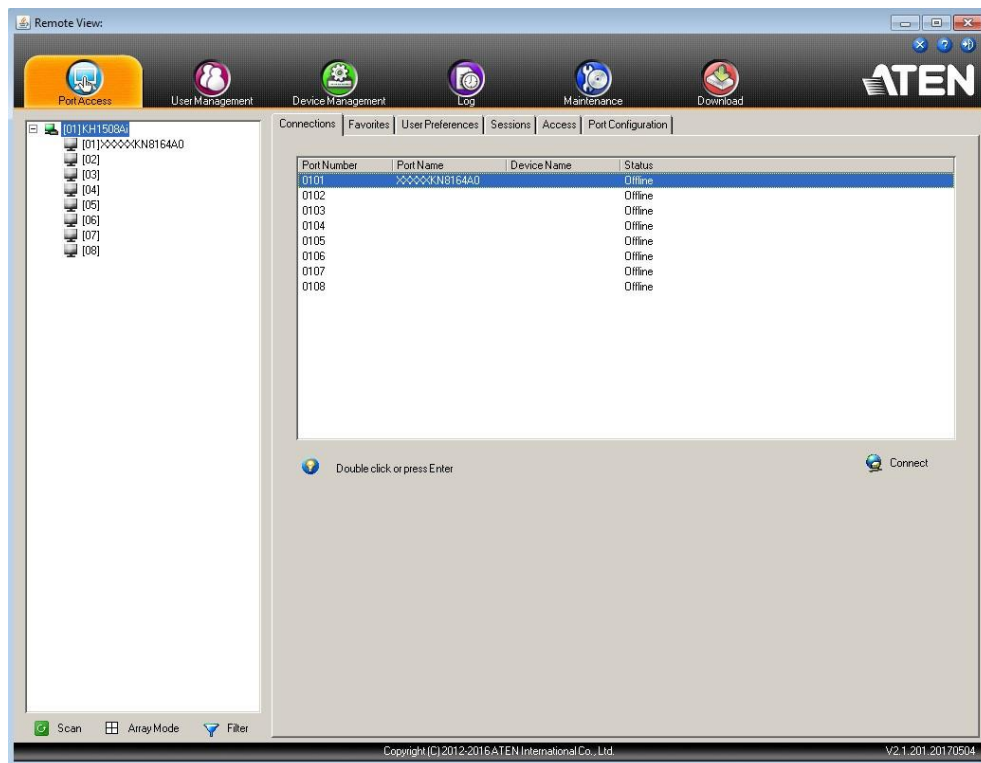 Remote View:
ATEN
Port Access User Management Device Management Log Maintenance Download
Connections Favorites User Preferences Sessions Access Port Configuration
[01]KH1508Ai
[01]XXXXXKN8164A0
[02]
[03]
[04]
[05]
[06]
[07]
[08]
Port Number Port Name Device Name Status
0101 XXXXXKN8164A0 Offline
0102 Offline
0103 Offline
0104 Offline
0105 Offline
0106 Offline
0107 Offline
0108 Offline
Double click or press Enter
Connect
Scan Array Mode Filter
Copyright (C) 2012-2016 ATEN International Co., Ltd. V2.1.201.20170504